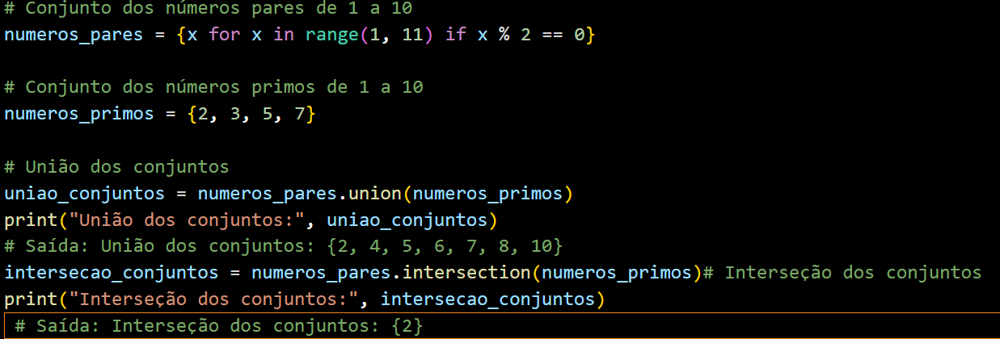 # Conjunto dos números pares de 1 a 10
numeros_pares = {x for x in range(1, 11) if x % 2 == 0}
# Conjunto dos números primos de 1 a 10
numeros_primos = {2, 3, 5, 7}
# União dos conjuntos
uniao_conjuntos = numeros_pares.union(numeros_primos)
print("União dos conjuntos:", uniao_conjuntos)
# Saída: União dos conjuntos: {2, 4, 5, 6, 7, 8, 10}
intersecao_conjuntos = numeros_pares.intersection(numeros_primos)# Interseção dos conjuntos
print("Interseção dos conjuntos:", intersecao_conjuntos)
# Saída: Interseção dos conjuntos: {2}